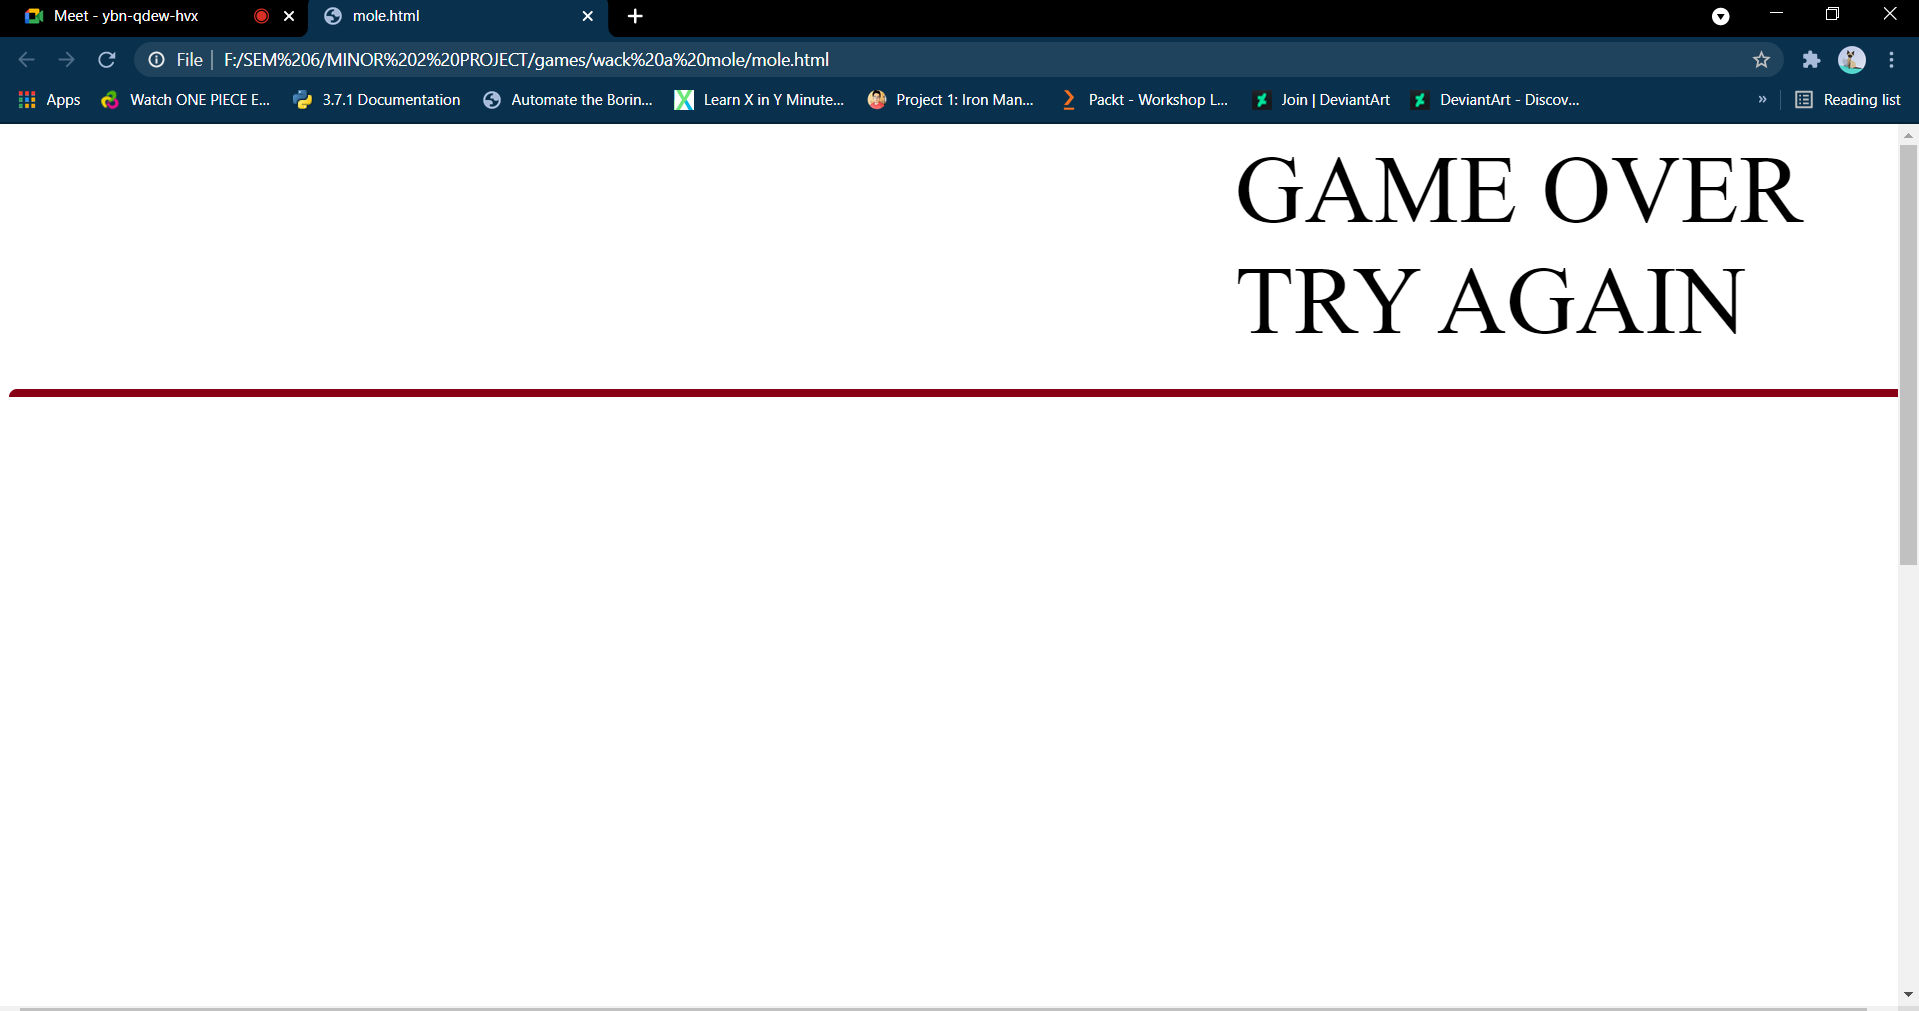 Meet - ybn-qdew-hvx
mole.html
File | F:/SEM%206/MINOR%202%20PROJECT/games/wack%20a%20mole/mole.html
Apps
Watch ONE PIECE E...
3.7.1 Documentation
Automate the Borin...
Learn X in Y Minute...
Project 1: Iron Man...
Packt - Workshop L...
Join | DeviantArt
DeviantArt - Discov...
»
Reading list
GAME OVER
TRY AGAIN